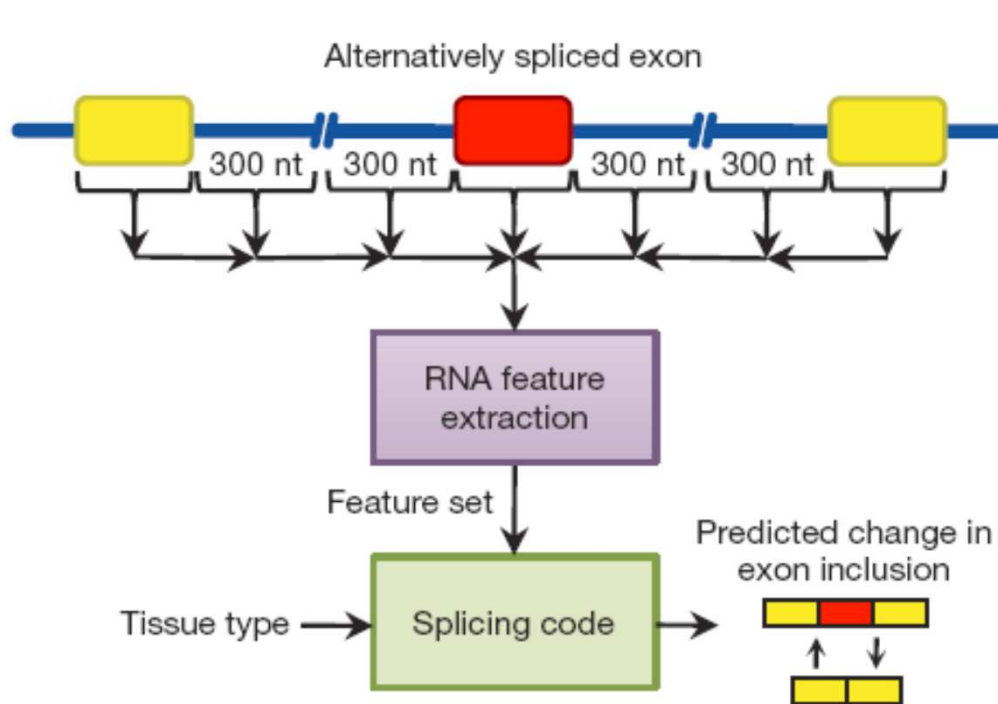 Alternatively spliced exon
300 nt 300 nt 300 nt 300 nt
RNA feature
extraction
Feature set
Predicted change in
exon inclusion
Tissue type
Splicing code